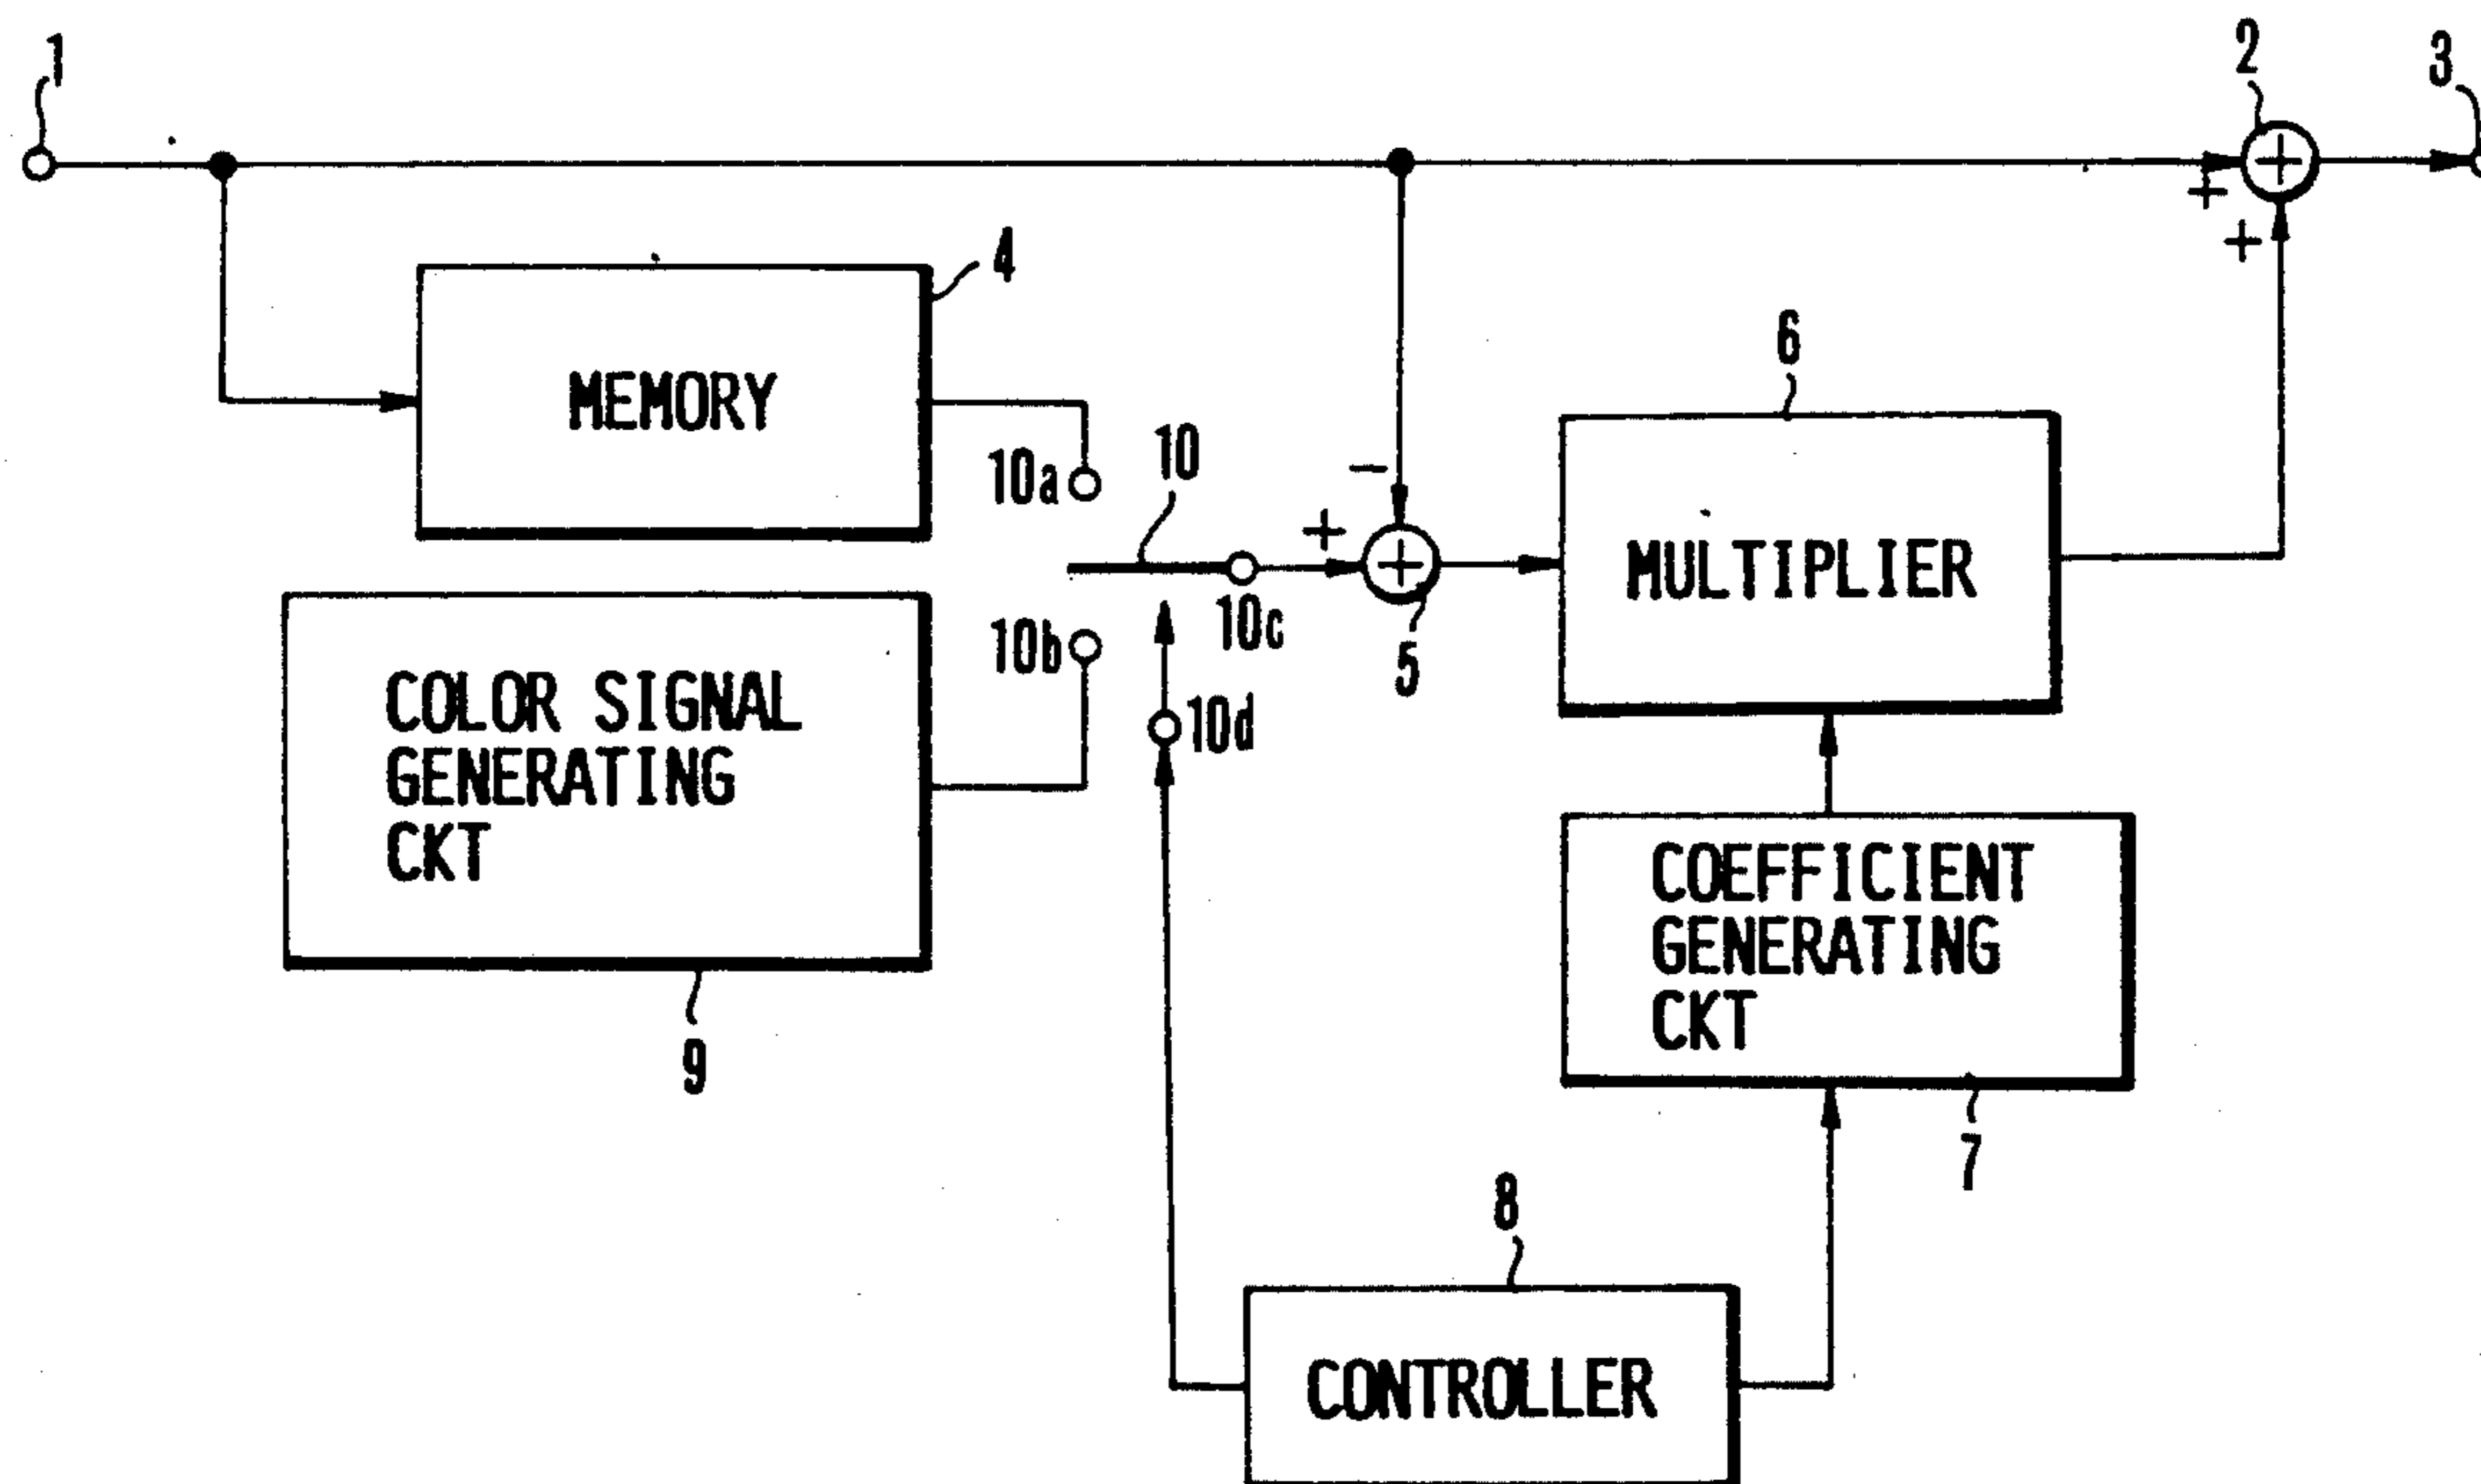 1
2
3
+
+
+
4
MEMORY
6
10a
10
−
+
+
MULTIPLIER
10b
10c
5
COLOR SIGNAL
GENERATING
CKT
10d
COEFFICIENT
GENERATING
CKT
9
7
8
CONTROLLER